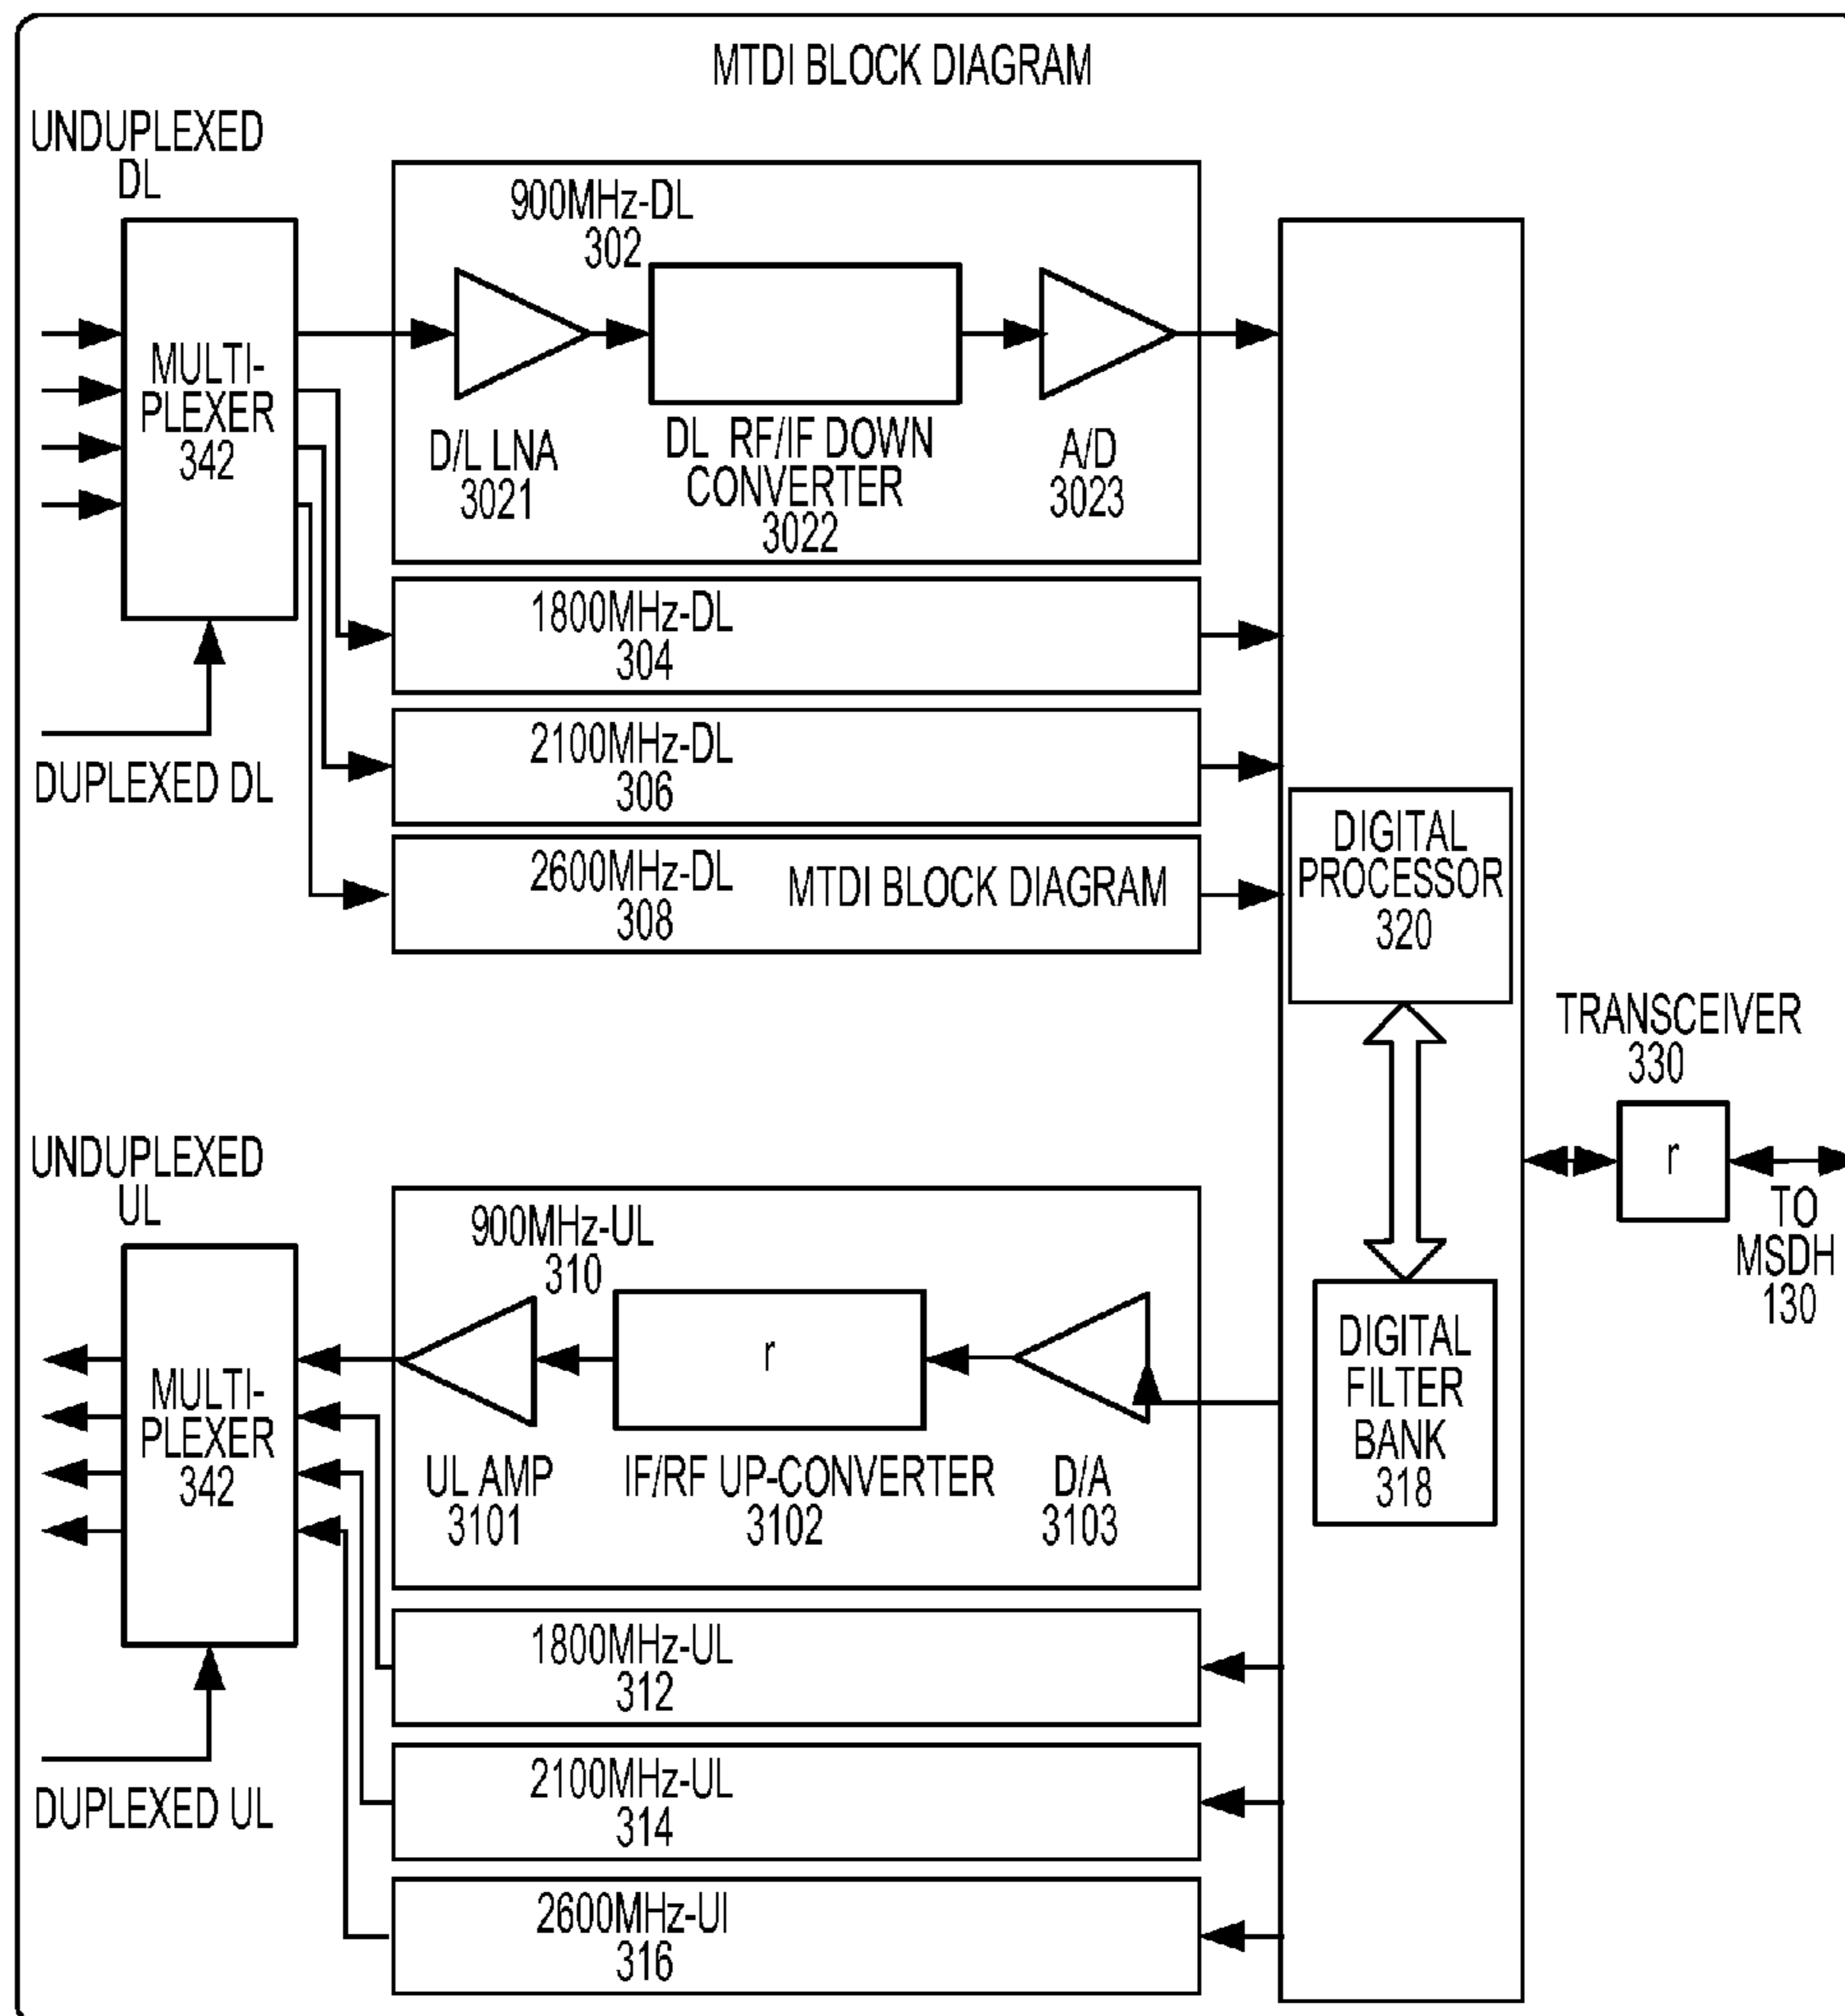 MTDI BLOCK DIAGRAM
UNDUPLEXED
DL
MULTI-
PLEXER
342
DUPLEXED DL
900MHz-DL
302
D/L LNA
3021
DL RF/IF DOWN
CONVERTER
3022
A/D
3023
1800MHz-DL
304
2100MHz-DL
306
2600MHz-DL
308
MTDI BLOCK DIAGRAM
DIGITAL
PROCESSOR
320
TRANSCEIVER
330
r
TO
MSDH
130
DIGITAL
FILTER
BANK
318
UNDUPLEXED
UL
MULTI-
PLEXER
342
DUPLEXED UL
900MHz-UL
310
r
UL AMP
3101
IF/RF UP-CONVERTER
3102
D/A
3103
1800MHz-UL
312
2100MHz-UL
314
2600MHz-UI
316